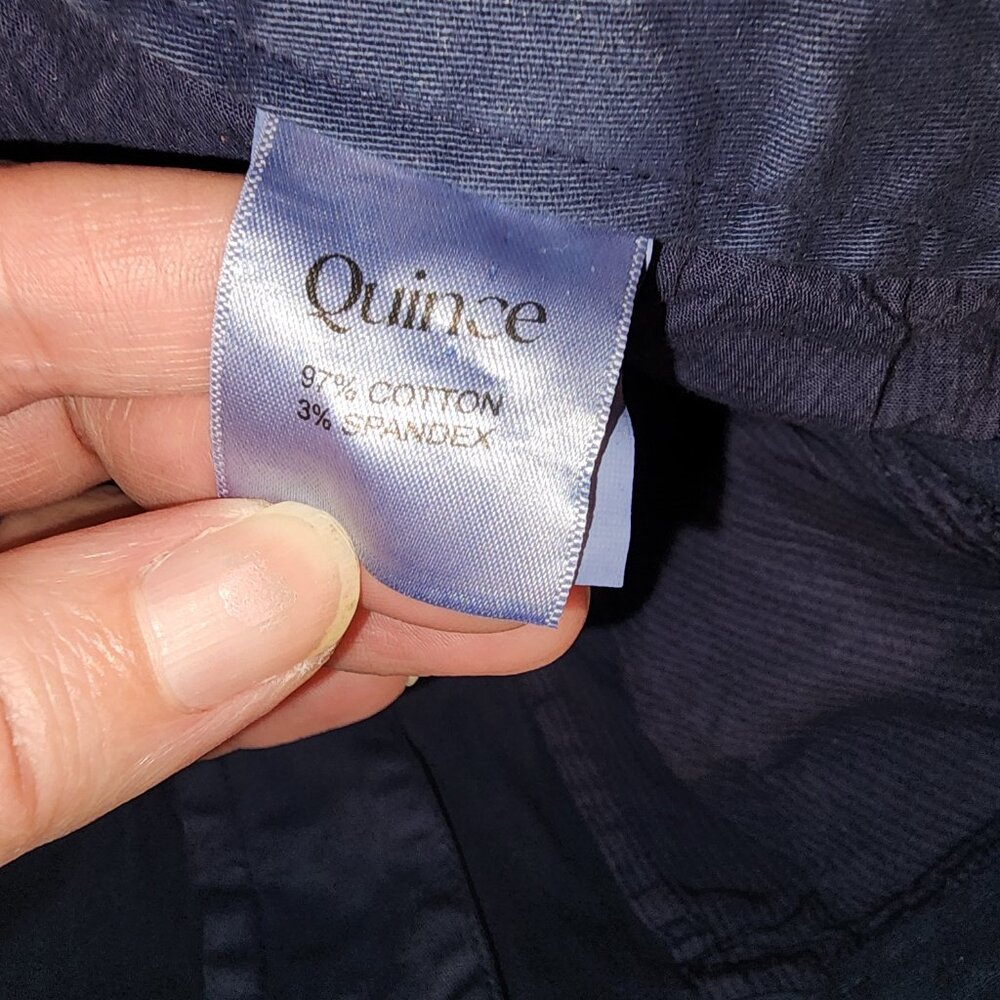 Quince
97% COTTON
3% SPANDEX